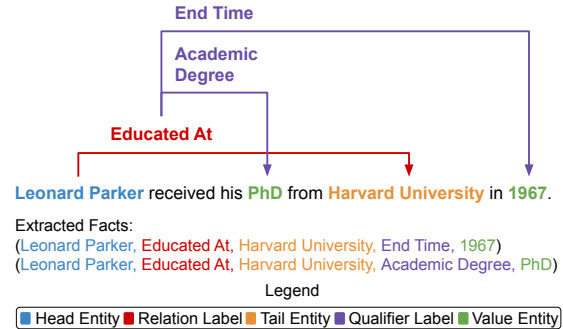 End Time
Academic
Degree
Educated At
Leonard Parker received his PhD from Harvard University in 1967.
Extracted Facts:
(Leonard Parker, Educated At, Harvard University, End Time, 1967)
(Leonard Parker, Educated At, Harvard University, Academic Degree, PhD)
Legend
Head Entity Relation Label Tail Entity Qualifier Label Value Entity